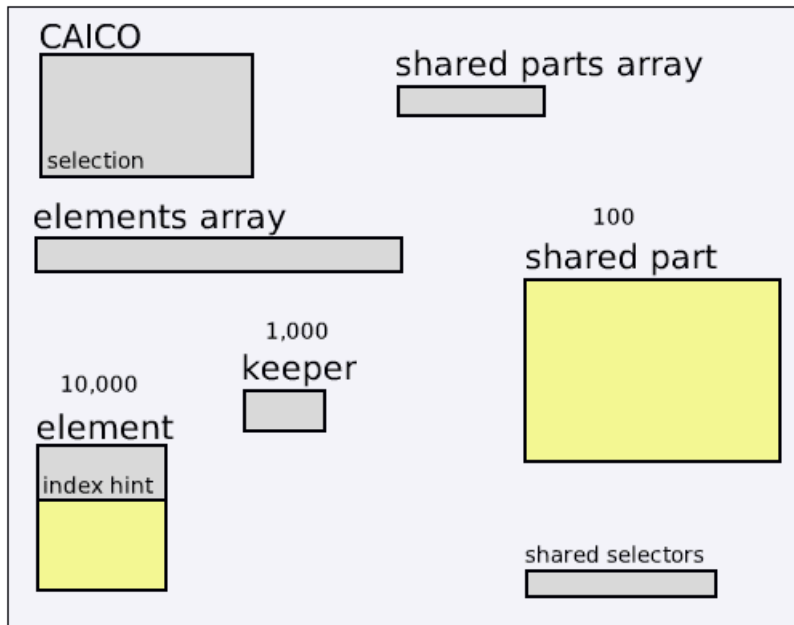 CAICO
shared parts array
selection
elements array
100
shared part
1,000
keeper
10,000
element
index hint
shared selectors